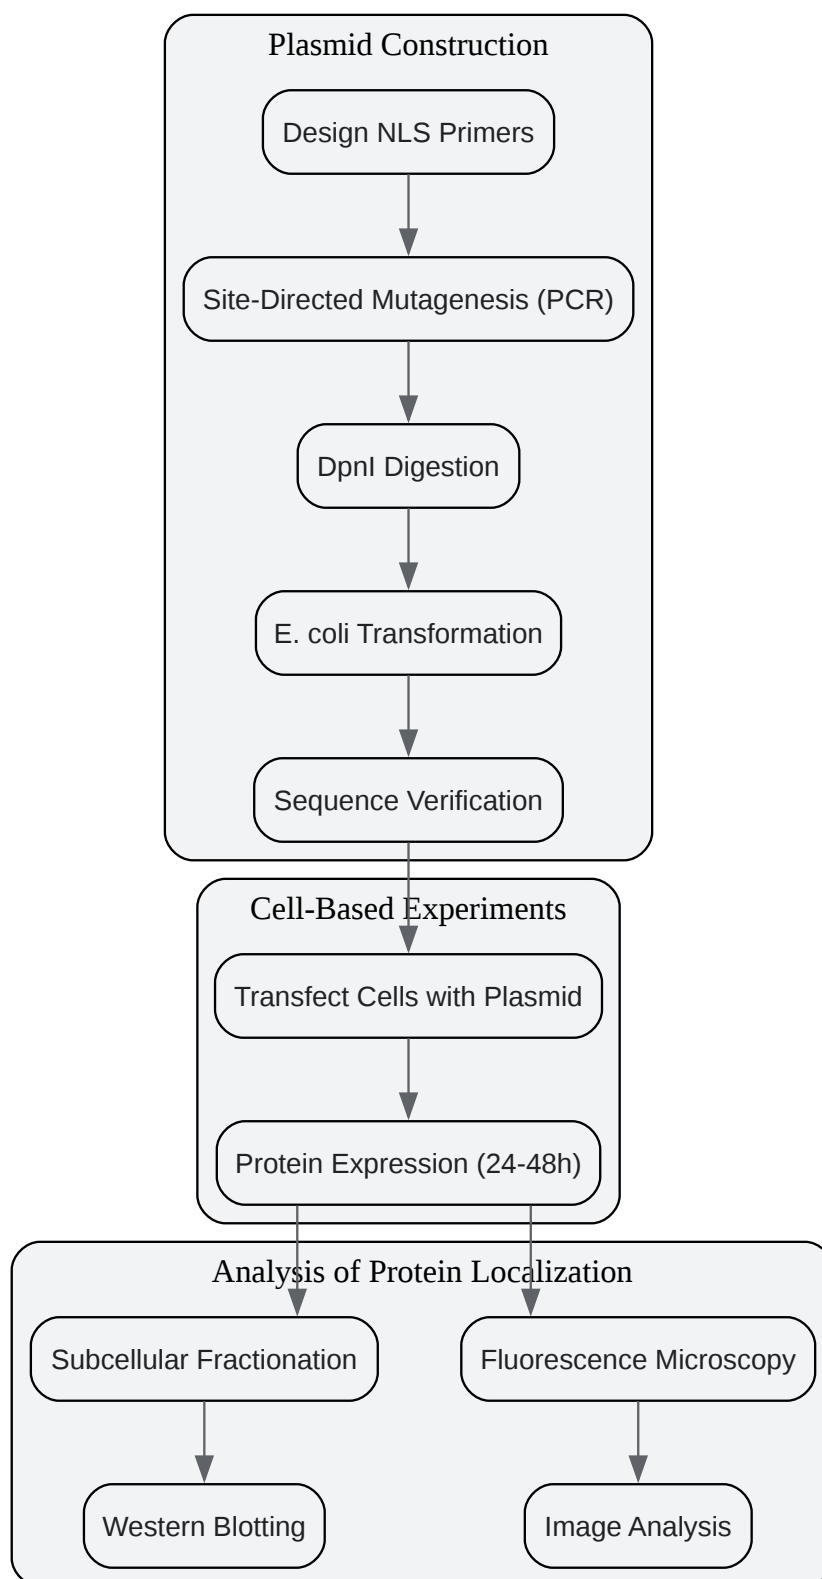 Plasmid Construction
Design NLS Primers
Site-Directed Mutagenesis (PCR)
DpnI Digestion
E. coli Transformation
Sequence Verification
Cell-Based Experiments
Transfect Cells with Plasmid
Protein Expression (24-48h)
Analysis of Protein Localization
Subcellular Fractionation
Fluorescence Microscopy
Western Blotting
Image Analysis